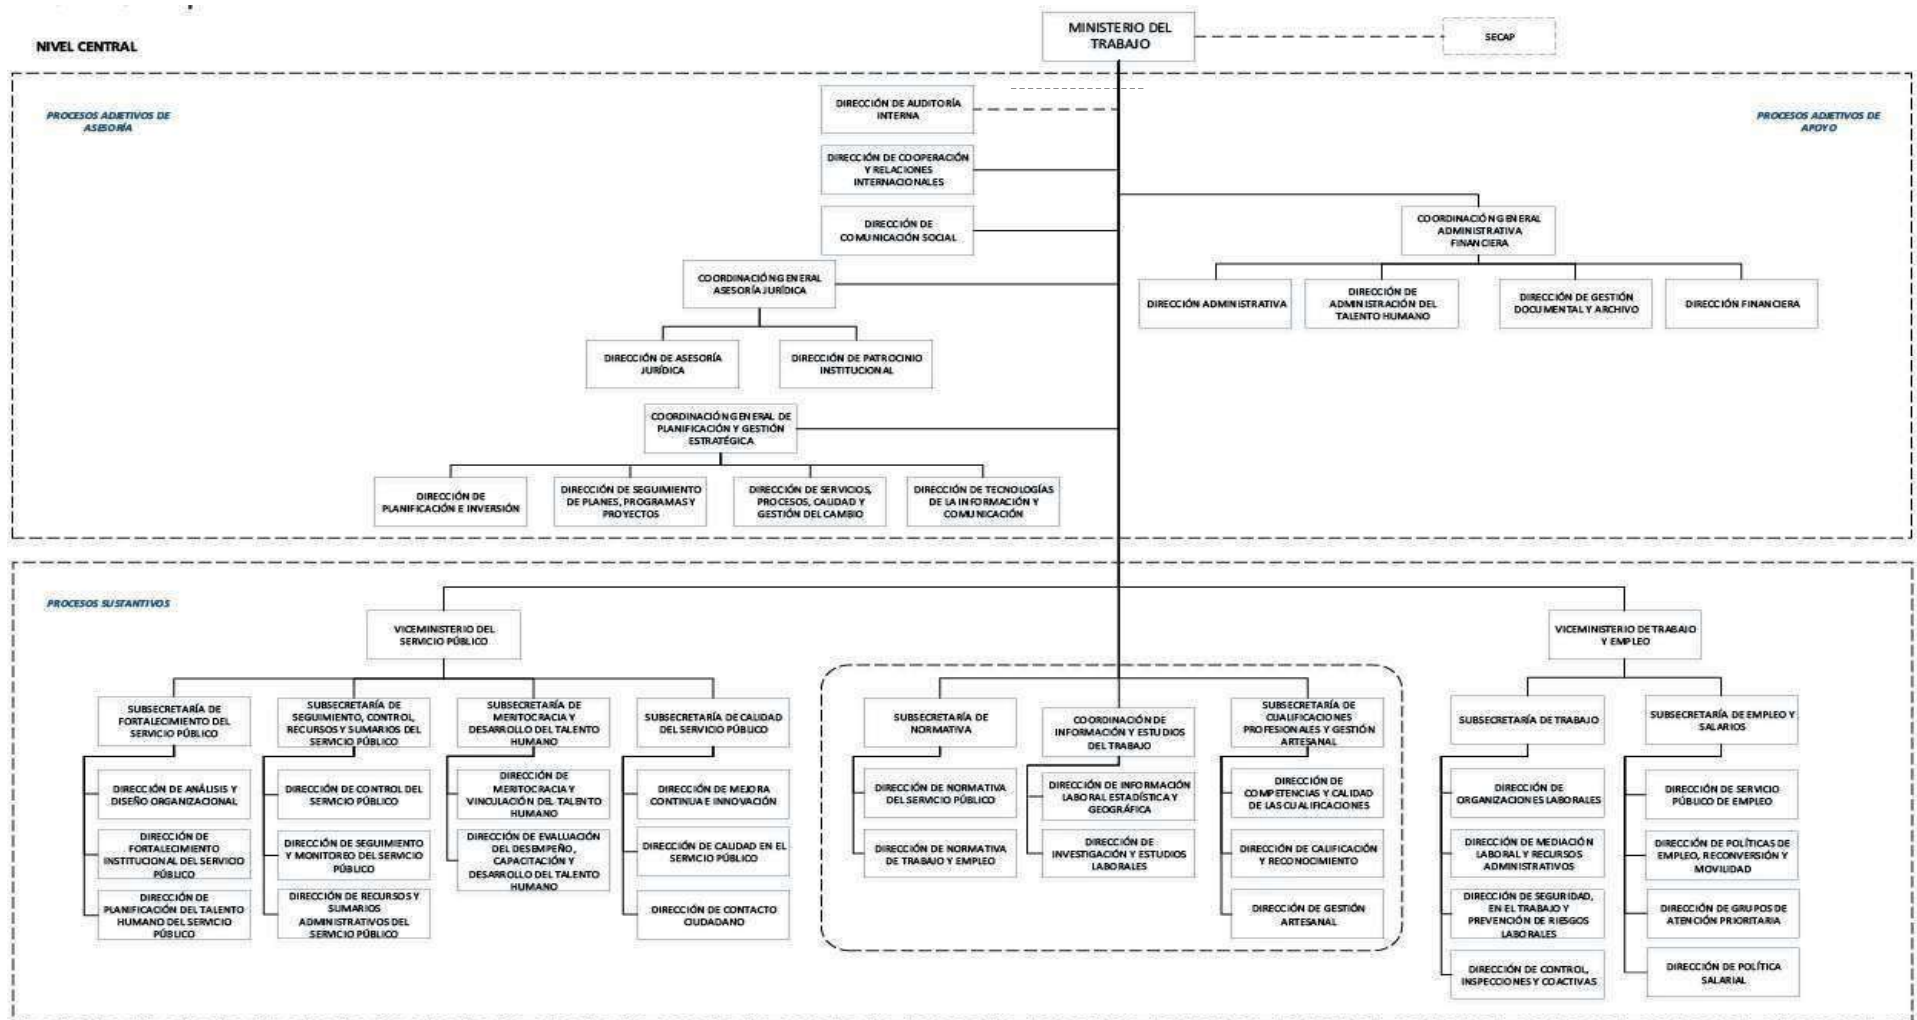 MINISTERIO DEL
TRABAJO
SECAP
NIVEL CENTRAL
PROCESOS ADJETIVOS DE
ASESORÍA
PROCESOS ADJETIVOS DE
APOYO
DIRECCIÓN DE AUDITORÍA
INTERNA
DIRECCIÓN DE COOPERACIÓN
Y RELACIONES
INTERNACIONALES
DIRECCIÓN DE
COMUNICACIÓN SOCIAL
COORDINACIÓN GENERAL
ADMINISTRATIVA
FINANCIERA
DIRECCIÓN ADMINISTRATIVA
DIRECCIÓN DE
ADMINISTRACIÓN DEL
TALENTO HUMANO
DIRECCIÓN DE GESTIÓN
DOCUMENTAL Y ARCHIVO
DIRECCIÓN FINANCIERA
COORDINACIÓN GENERAL
ASESORÍA JURÍDICA
DIRECCIÓN DE ASESORÍA
JURÍDICA
DIRECCIÓN DE PATROCINIO
INSTITUCIONAL
COORDINACIÓN GENERAL DE
PLANIFICACIÓN Y GESTIÓN
ESTRATÉGICA
DIRECCIÓN DE
PLANIFICACIÓN E INVERSIÓN
DIRECCIÓN DE SEGUIMIENTO
DE PLANES, PROGRAMAS Y
PROYECTOS
DIRECCIÓN DE SERVICIOS,
PROCESOS, CALIDAD Y
GESTIÓN DEL CAMBIO
DIRECCIÓN DE TECNOLOGÍAS
DE LA INFORMACIÓN Y
COMUNICACIÓN
PROCESOS SUSTANTIVOS
VICEMINISTERIO DEL
SERVICIO PÚBLICO
VICEMINISTERIO DE TRABAJO
Y EMPLEO
SUBSECRETARÍA DE
FORTALECIMIENTO DEL
SERVICIO PÚBLICO
DIRECCIÓN DE ANÁLISIS Y
DISEÑO ORGANIZACIONAL
DIRECCIÓN DE
FORTALECIMIENTO
INSTITUCIONAL DEL SERVICIO
PÚBLICO
DIRECCIÓN DE
PLANIFICACIÓN DEL TALENTO
HUMANO DEL SERVICIO
PÚBLICO
SUBSECRETARÍA DE
SEGUIMIENTO, CONTROL,
RECURSOS Y SUMARIOS DEL
SERVICIO PÚBLICO
DIRECCIÓN DE CONTROL DEL
SERVICIO PÚBLICO
DIRECCIÓN DE SEGUIMIENTO
Y MONITOREO DEL SERVICIO
PÚBLICO
DIRECCIÓN DE RECURSOS Y
SUMARIOS
ADMINISTRATIVOS DEL
SERVICIO PÚBLICO
SUBSECRETARÍA DE
MERITOCRACIA Y
DESARROLLO DEL TALENTO
HUMANO
DIRECCIÓN DE
MERITOCRACIA Y
VINCULACIÓN DEL TALENTO
HUMANO
DIRECCIÓN DE EVALUACIÓN
DEL DESEMPEÑO,
CAPACITACIÓN Y
DESARROLLO DEL TALENTO
HUMANO
SUBSECRETARÍA DE CALIDAD
DEL SERVICIO PÚBLICO
DIRECCIÓN DE MEJORA
CONTINUA E INNOVACIÓN
DIRECCIÓN DE CALIDAD EN EL
SERVICIO PÚBLICO
DIRECCIÓN DE CONTACTO
CIUDADANO
SUBSECRETARÍA DE
NORMATIVA
DIRECCIÓN DE NORMATIVA
DEL SERVICIO PÚBLICO
DIRECCIÓN DE NORMATIVA
DE TRABAJO Y EMPLEO
COORDINACIÓN DE
INFORMACIÓN Y ESTUDIOS
DEL TRABAJO
DIRECCIÓN DE INFORMACIÓN
LABORAL ESTADÍSTICA Y
GEOGRÁFICA
DIRECCIÓN DE
INVESTIGACIÓN Y ESTUDIOS
LABORALES
SUBSECRETARÍA DE
CUALIFICACIONES
PROFESIONALES Y GESTIÓN
ARTESANAL
DIRECCIÓN DE
COMPETENCIAS Y CALIDAD
DE LAS CUALIFICACIONES
DIRECCIÓN DE CALIFICACIÓN
Y RECONOCIMIENTO
DIRECCIÓN DE GESTIÓN
ARTESANAL
SUBSECRETARÍA DE TRABAJO
DIRECCIÓN DE
ORGANIZACIONES LABORALES
DIRECCIÓN DE MEDIACIÓN
LABORAL Y RECURSOS
ADMINISTRATIVOS
DIRECCIÓN DE SEGURIDAD,
EN EL TRABAJO Y
PREVENCIÓN DE RIESGOS
LABORALES
DIRECCIÓN DE CONTROL,
INSPECCIONES Y COACTIVAS
SUBSECRETARÍA DE EMPLEO Y
SALARIOS
DIRECCIÓN DE SERVICIO
PÚBLICO DE EMPLEO
DIRECCIÓN DE POLÍTICAS DE
EMPLEO, RECONVERSIÓN Y
MOVILIDAD
DIRECCIÓN DE GRUPOS DE
ATENCIÓN PRIORITARIA
DIRECCIÓN DE POLÍTICA
SALARIAL